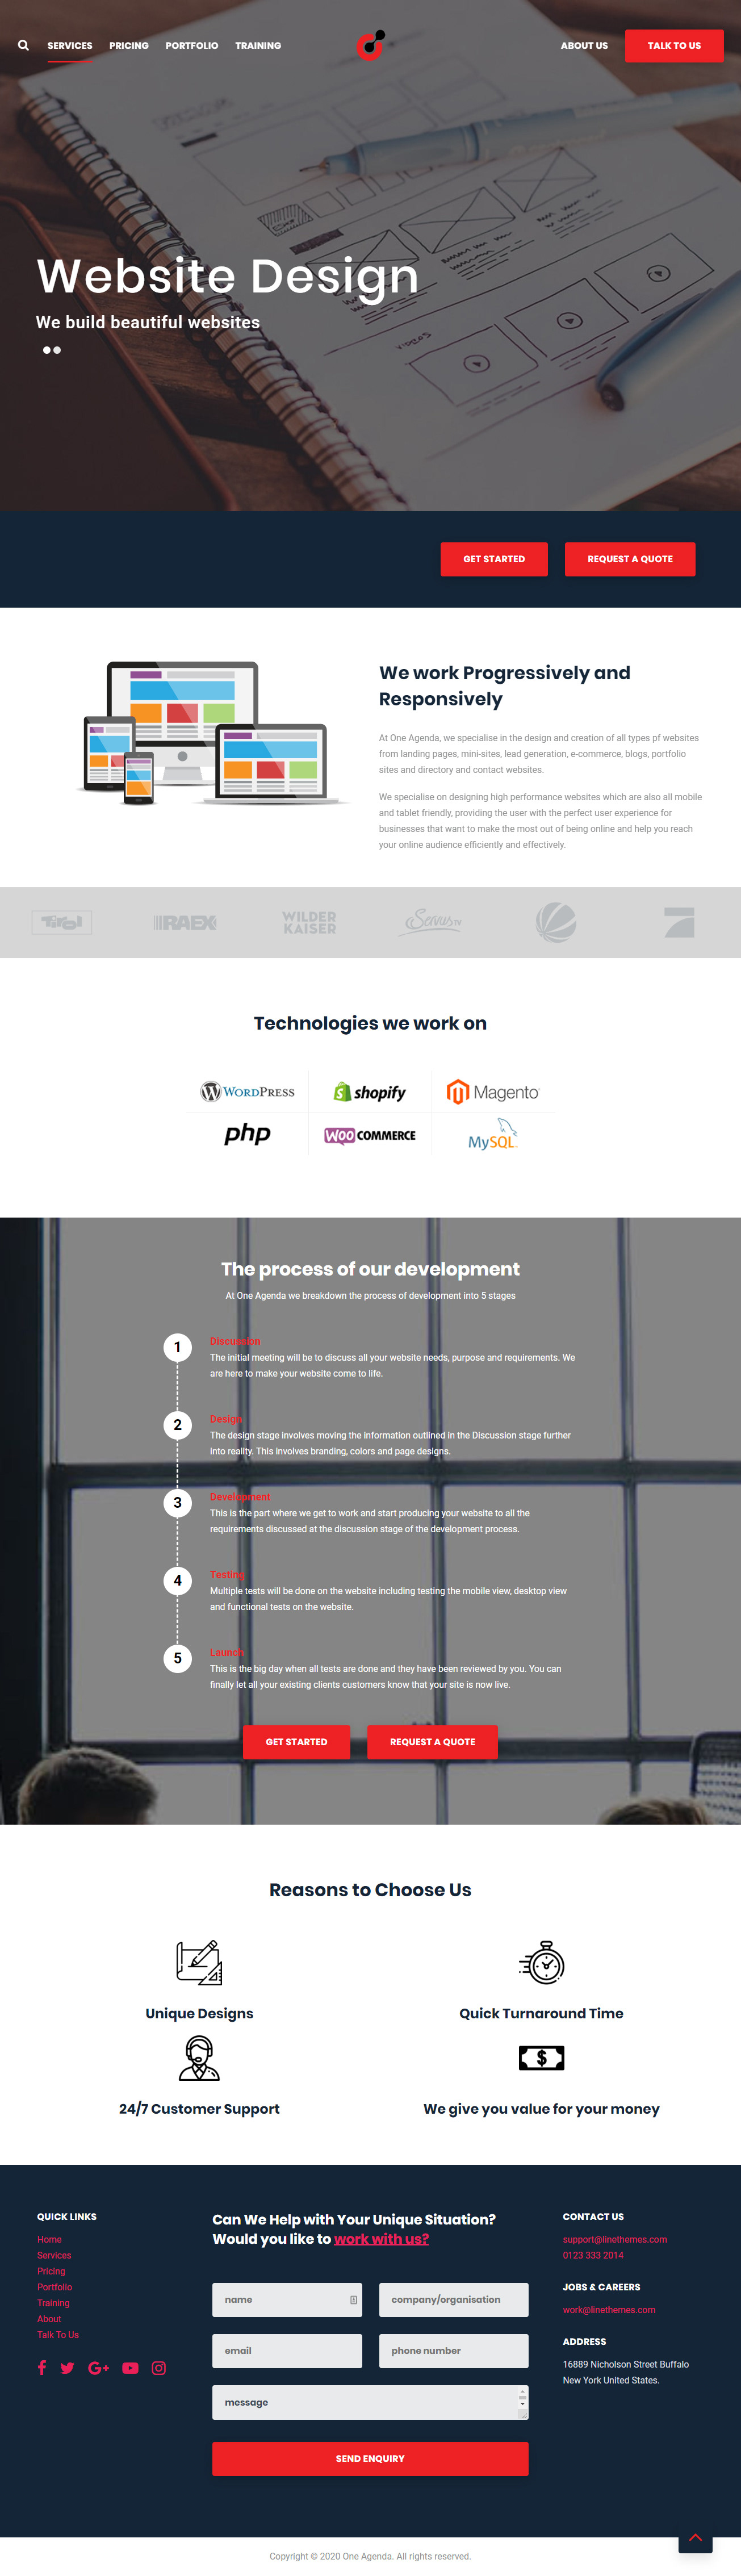 SERVICES PRICING PORTFOLIO TRAINING ABOUT US TALK TO US
Website Design
We build beautiful websites
GET STARTED REQUEST A QUOTE
We work Progressively and
Responsively
At One Agenda, we specialise in the design and creation of all types pf websites
from landing pages, mini-sites, lead generation, e-commerce, blogs, portfolio
sites and directory and contact websites.
We specialise on designing high performance websites which are also all mobile
and tablet friendly, providing the user with the perfect user experience for
businesses that want to make the most out of being online and help you reach
your online audience efficiently and effectively.
Tirol RAEX WILDER
KAISER
Servus TV
Technologies we work on
WORDPRESS shopify Magento
php WOO COMMERCE MySQL
The process of our development
At One Agenda we breakdown the process of development into 5 stages
1 Discussion
The initial meeting will be to discuss all your website needs, purpose and requirements. We
are here to make your website come to life.
2 Design
The design stage involves moving the information outlined in the Discussion stage further
into reality. This involves branding, colors and page designs.
3 Development
This is the part where we get to work and start producing your website to all the
requirements discussed at the discussion stage of the development process.
4 Testing
Multiple tests will be done on the website including testing the mobile view, desktop view
and functional tests on the website.
5 Launch
This is the big day when all tests are done and they have been reviewed by you. You can
finally let all your existing clients customers know that your site is now live.
GET STARTED REQUEST A QUOTE
Reasons to Choose Us
Unique Designs
Quick Turnaround Time
24/7 Customer Support
$
We give you value for your money
QUICK LINKS
Home
Services
Pricing
Portfolio
Training
About
Talk To Us
Can We Help with Your Unique Situation?
Would you like to work with us?
name
company/organisation
email
phone number
message
SEND ENQUIRY
CONTACT US
support@linethemes.com
0123 333 2014
JOBS & CAREERS
work@linethemes.com
ADDRESS
16889 Nicholson Street Buffalo
New York United States.
Copyright © 2020 One Agenda. All rights reserved.